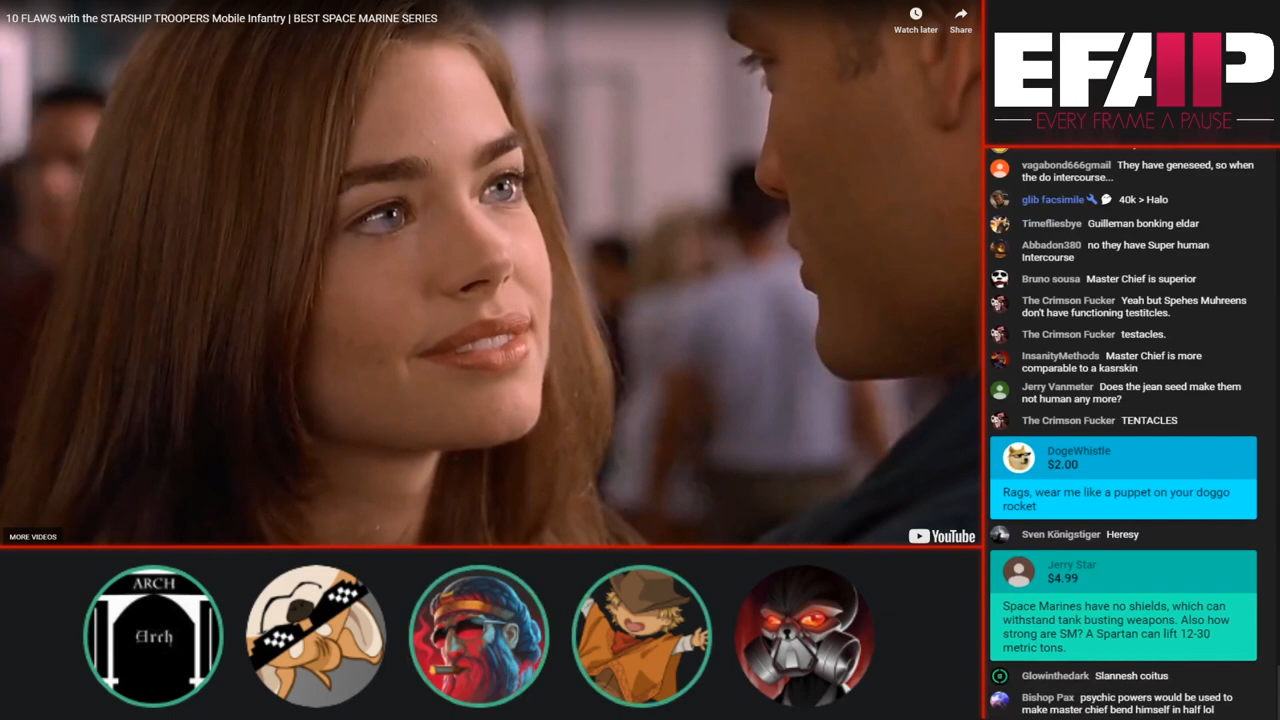 10 FLAWS with the STARSHIP TROOPERS Mobile Infantry | BEST SPACE MARINE SERIES
Watch later
Share
MORE VIDEOS
YouTube
EFAP
EVERY FRAME A PAUSE
ARCH
Arch
vagabond666gmail They have geneseed, so when
the do intercourse...
glib facsimile 40k > Halo
Timefliesbye Guilleman bonking eldar
Abbadon380 no they have Super human
Intercourse
Bruno sousa Master Chief is superior
The Crimson Fucker Yeah but Spehes Muhreens
don't have functioning testitcles.
The Crimson Fucker testacles.
InsanityMethods Master Chief is more
comparable to a kasrskin
Jerry Vanmeter Does the jean seed make them
not human any more?
The Crimson Fucker TENTACLES
DogeWhistle
$2.00
Rags, wear me like a puppet on your doggo
rocket
Sven Königstiger Heresy
Jerry Star
$4.99
Space Marines have no shields, which can
withstand tank busting weapons. Also how
strong are SM? A Spartan can lift 12-30
metric tons.
Glowinthedark Slannesh coitus
Bishop Pax psychic powers would be used to
make master chief bend himself in half lol